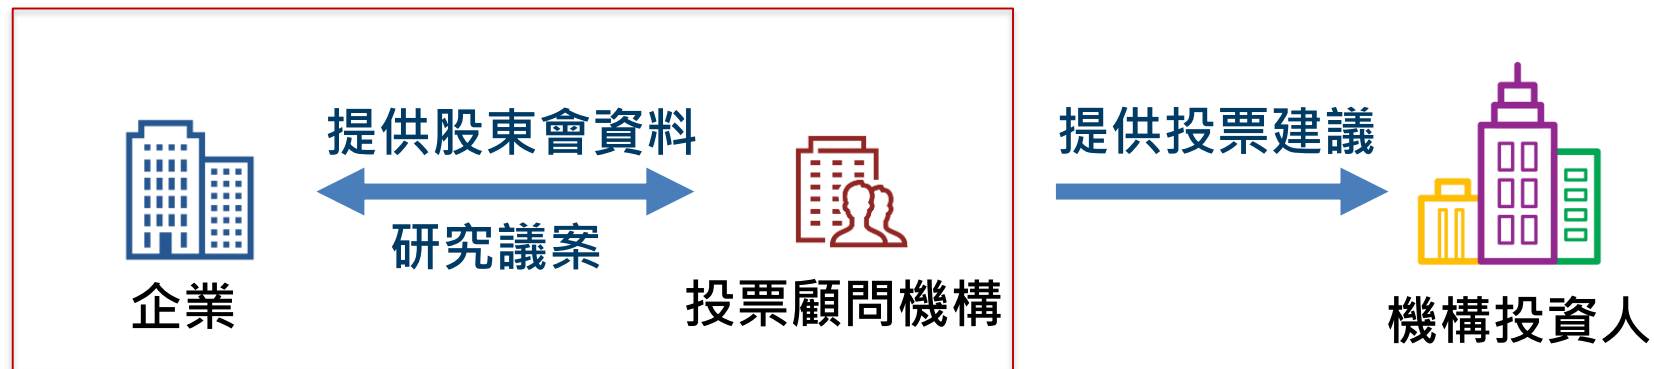 提供股東會資料
研究議案
企業
投票顧問機構
提供投票建議
機構投資人